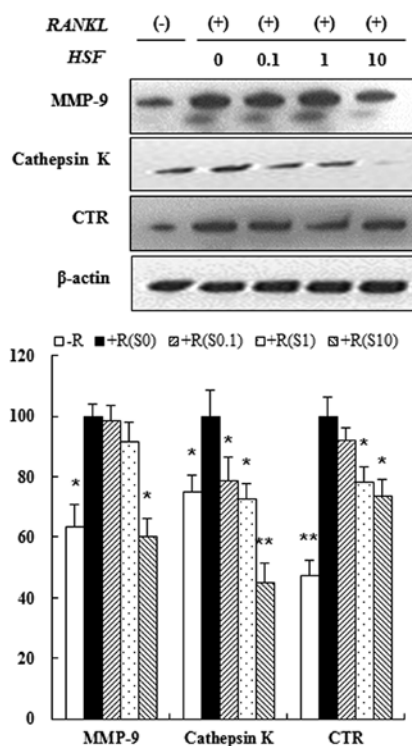 RANKL (-) (+) (+) (+) (+)
HSF 0 0.1 1 10
MMP-9
Cathepsin K
CTR
β-actin
-R +R(S0) +R(S0.1) +R(S1) +R(S10)
120
100
80
60
40
20
0
* *
* * * **
** * *
MMP-9 Cathepsin K CTR